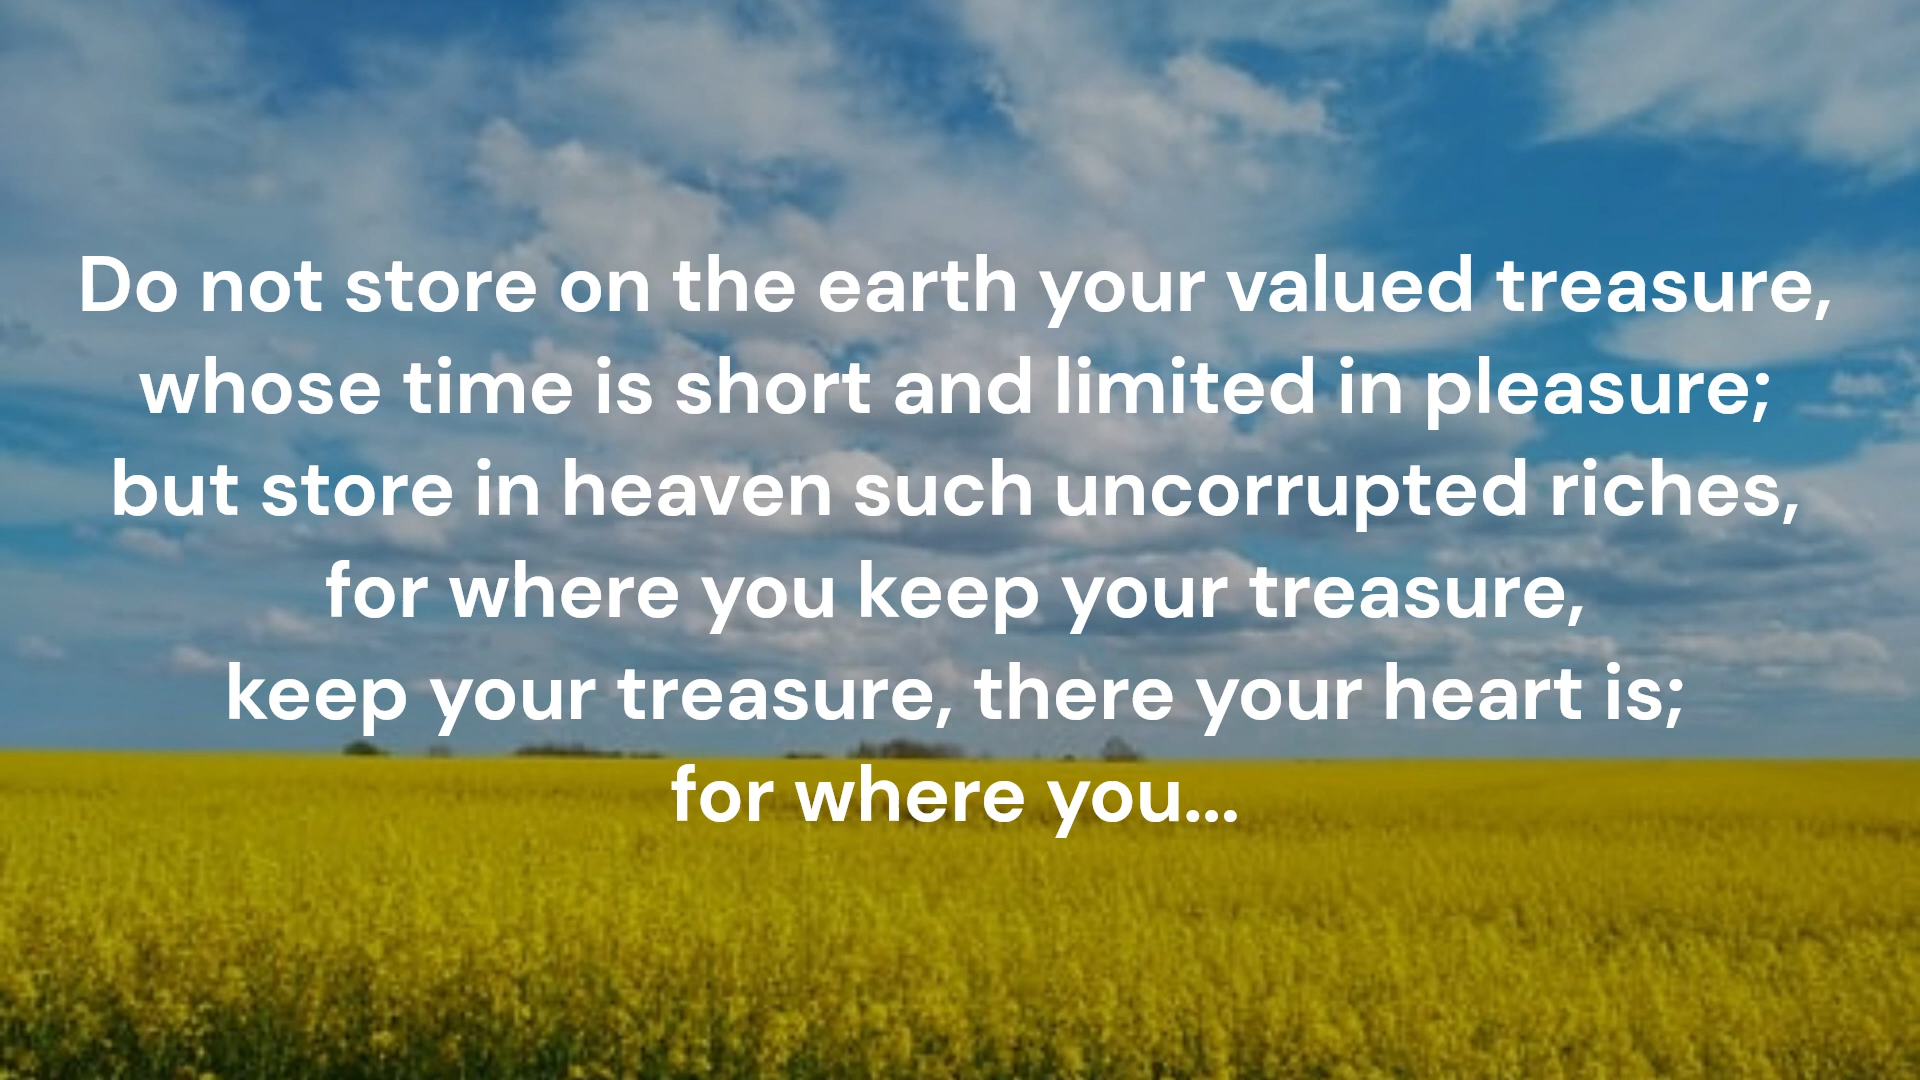 Do not store on the earth your valued treasure,
whose time is short and limited in pleasure;
but store in heaven such uncorrupted riches,
for where you keep your treasure,
keep your treasure, there your heart is;
for where you...